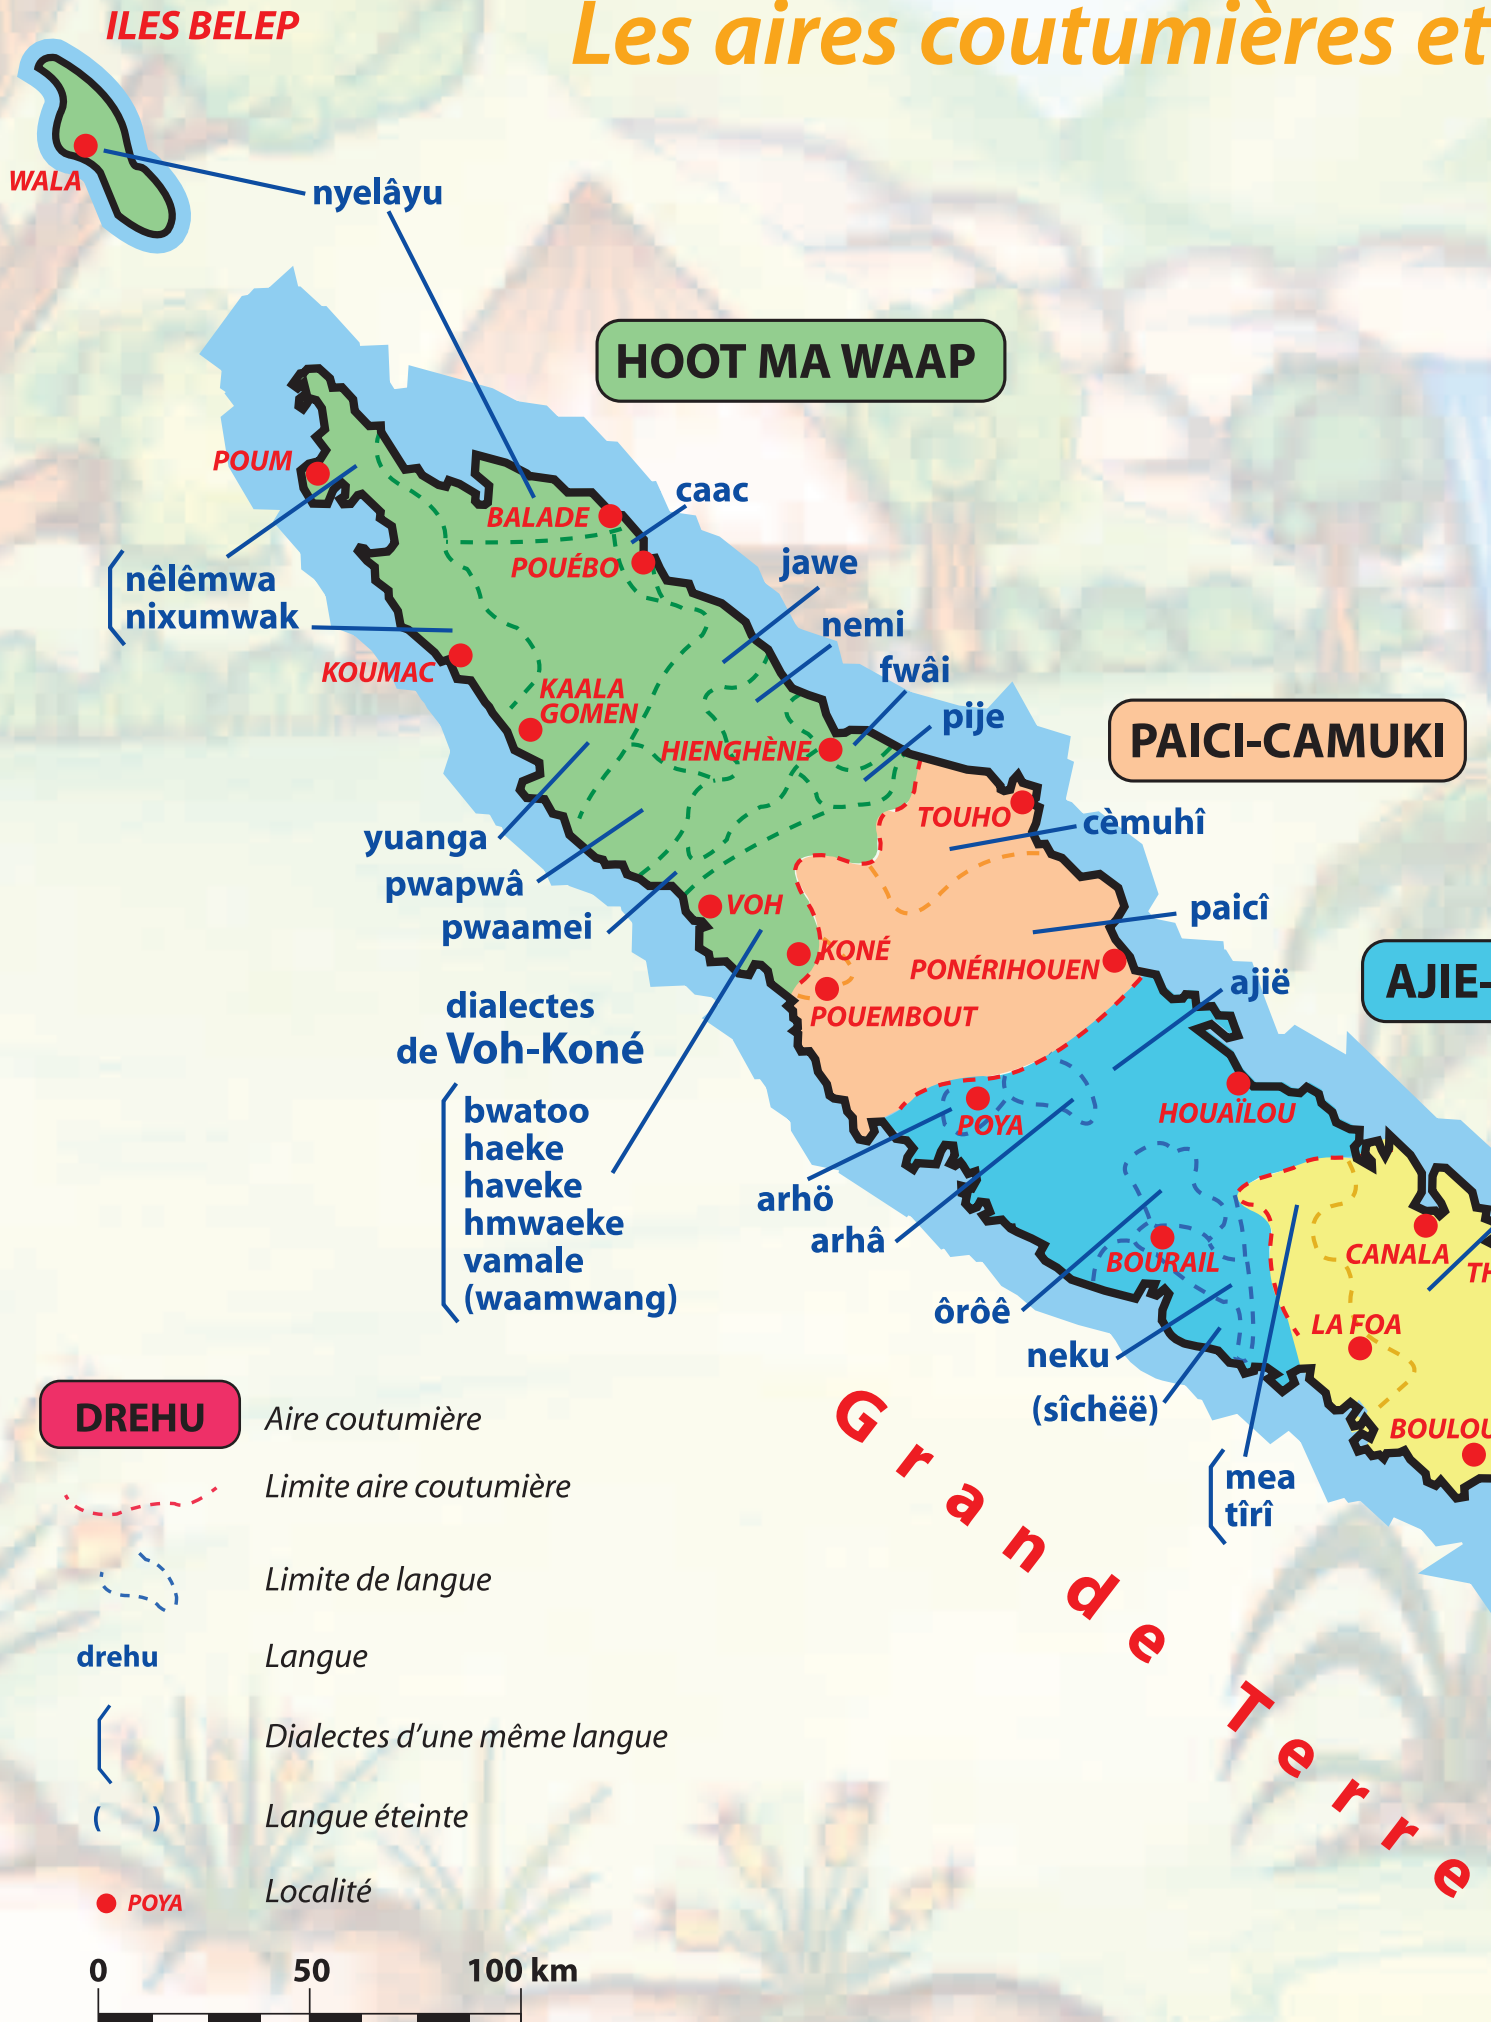 ILES BELEP
Les aires coutumières et
WALA
nyelâyu
HOOT MA WAAP
POUM
BALADE
caac
POUÉBO
jawe
nêlêmwa
nixumwak
nemi
KOUMAC
fwâi
KAALA
GOMEN
pije
HIENGHÈNE
PAICI-CAMUKI
TOUHO
cèmuhî
yuanga
pwapwâ
pwaamei
VOH
paicî
KONÉ
PONÉRIHOUEN
ajië
AJIE-
POUEMBOUT
dialectes
de Voh-Koné
bwatoo
haeke
haveke
hmwaeke
vamale
(waamwang)
POYA
HOUAÏLOU
arhö
arhâ
BOURAIL
CANALA
TH
ôrôê
LA FOA
neku
(sîchëë)
BOULOU
mea
tîrî
Grande Terre
DREHU Aire coutumière
Limite aire coutumière
Limite de langue
drehu Langue
Dialectes d’une même langue
( ) Langue éteinte
POYA Localité
0 50 100 km